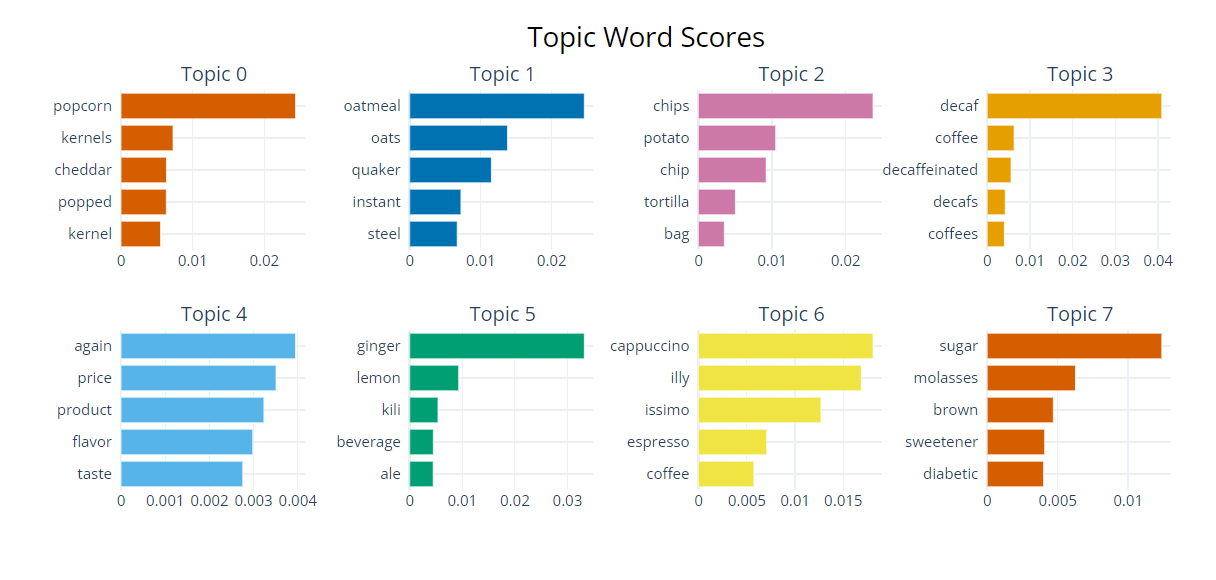 Topic Word Scores
Topic 0
popcorn
kernels
cheddar
popped
kernel
0 0.01 0.02
Topic 1
oatmeal
oats
quaker
instant
steel
0 0.01 0.02
Topic 2
chips
potato
chip
tortilla
bag
0 0.01 0.02
Topic 3
decaf
coffee
decaffeinated
decafs
coffees
0 0.01 0.02 0.03 0.04
Topic 4
again
price
product
flavor
taste
0 0.001 0.002 0.003 0.004
Topic 5
ginger
lemon
kili
beverage
ale
0 0.01 0.02 0.03
Topic 6
cappuccino
illy
issimo
espresso
coffee
0 0.005 0.01 0.015
Topic 7
sugar
molasses
brown
sweetener
diabetic
0 0.005 0.01